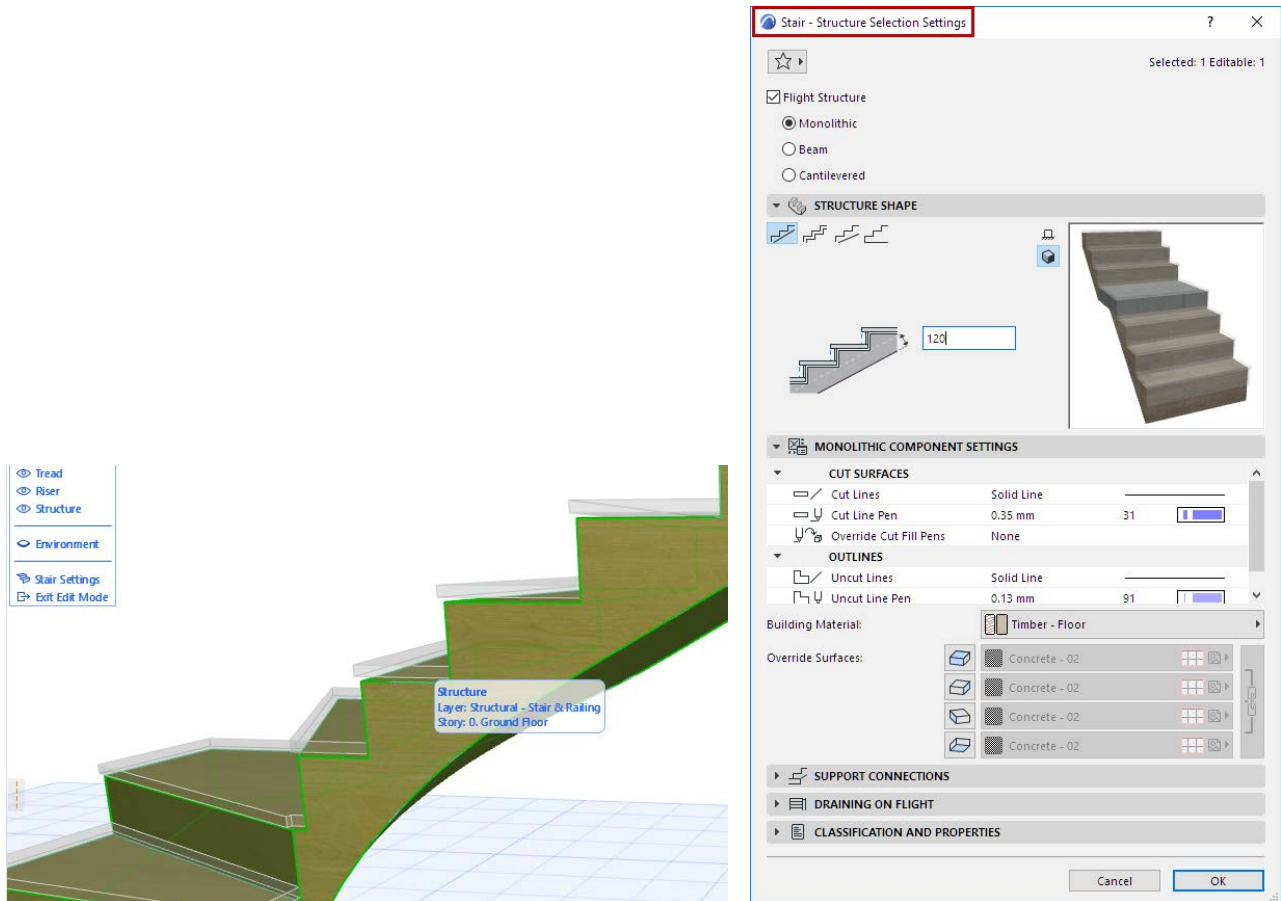 Tread
Riser
Structure
Environment
Stair Settings
Exit Edit Mode
Structure
Layer: Structural - Stair & Railing
Story: 0. Ground Floor
Stair - Structure Selection Settings
?
Selected: 1 Editable: 1
Flight Structure
Monolithic
Beam
Cantilevered
STRUCTURE SHAPE
120
MONOLITHIC COMPONENT SETTINGS
CUT SURFACES
Cut Lines Solid Line
Cut Line Pen 0.35 mm 31
Override Cut Fill Pens None
OUTLINES
Uncut Lines Solid Line
Uncut Line Pen 0.13 mm 91
Building Material: Timber - Floor
Override Surfaces: Concrete - 02
Concrete - 02
Concrete - 02
Concrete - 02
SUPPORT CONNECTIONS
DRAINING ON FLIGHT
CLASSIFICATION AND PROPERTIES
Cancel OK